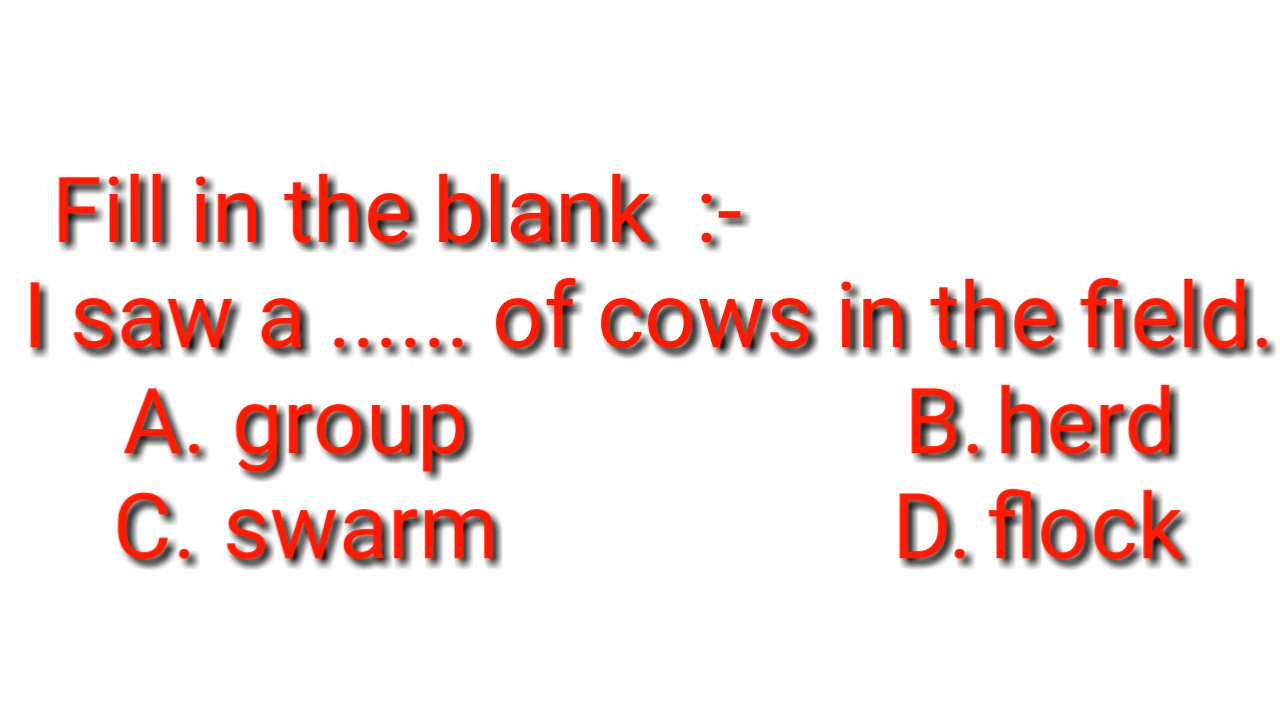 Fill in the blank :-
I saw a ...... of cows in the field.
A. group B. herd
C. swarm D. flock